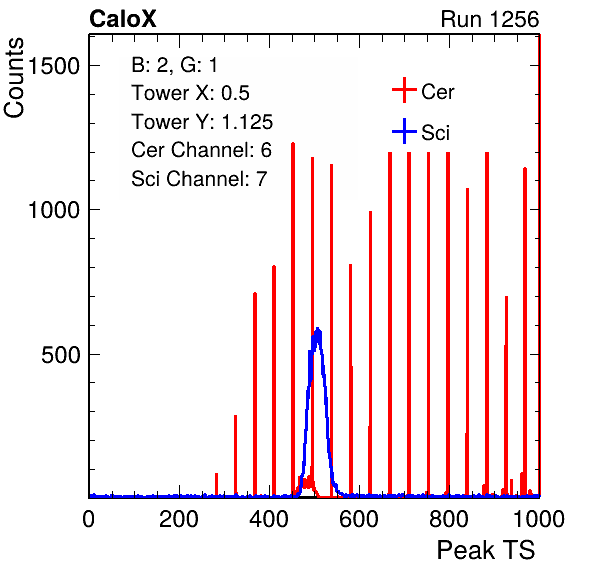 CaloX Run 1256
Counts
1500
1000
500
B: 2, G: 1
Tower X: 0.5
Tower Y: 1.125
Cer Channel: 6
Sci Channel: 7
Cer
Sci
0 200 400 600 800 1000
Peak TS